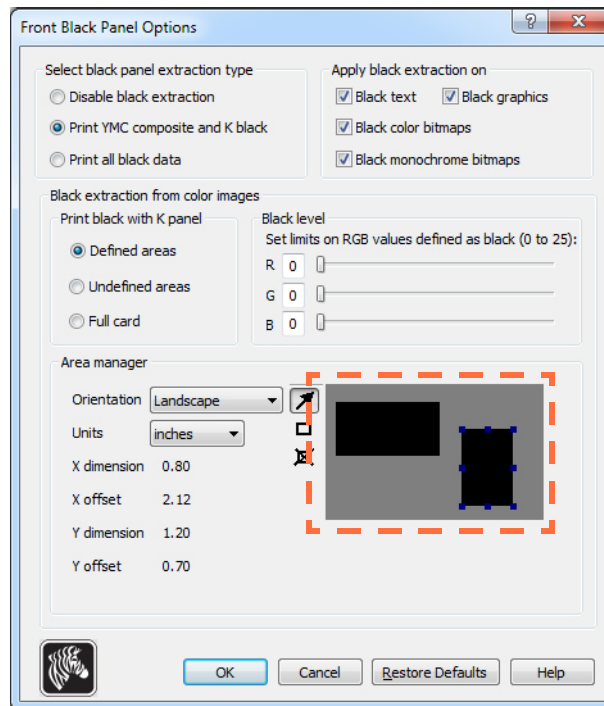 Front Black Panel Options
?
Select black panel extraction type
Disable black extraction
Print YMC composite and K black
Print all black data
Apply black extraction on
Black text
Black graphics
Black color bitmaps
Black monochrome bitmaps
Black extraction from color images
Print black with K panel
Defined areas
Undefined areas
Full card
Black level
Set limits on RGB values defined as black (0 to 25):
R 0
G 0
B 0
Area manager
Orientation Landscape
Units inches
X dimension 0.80
X offset 2.12
Y dimension 1.20
Y offset 0.70
OK Cancel Restore Defaults Help